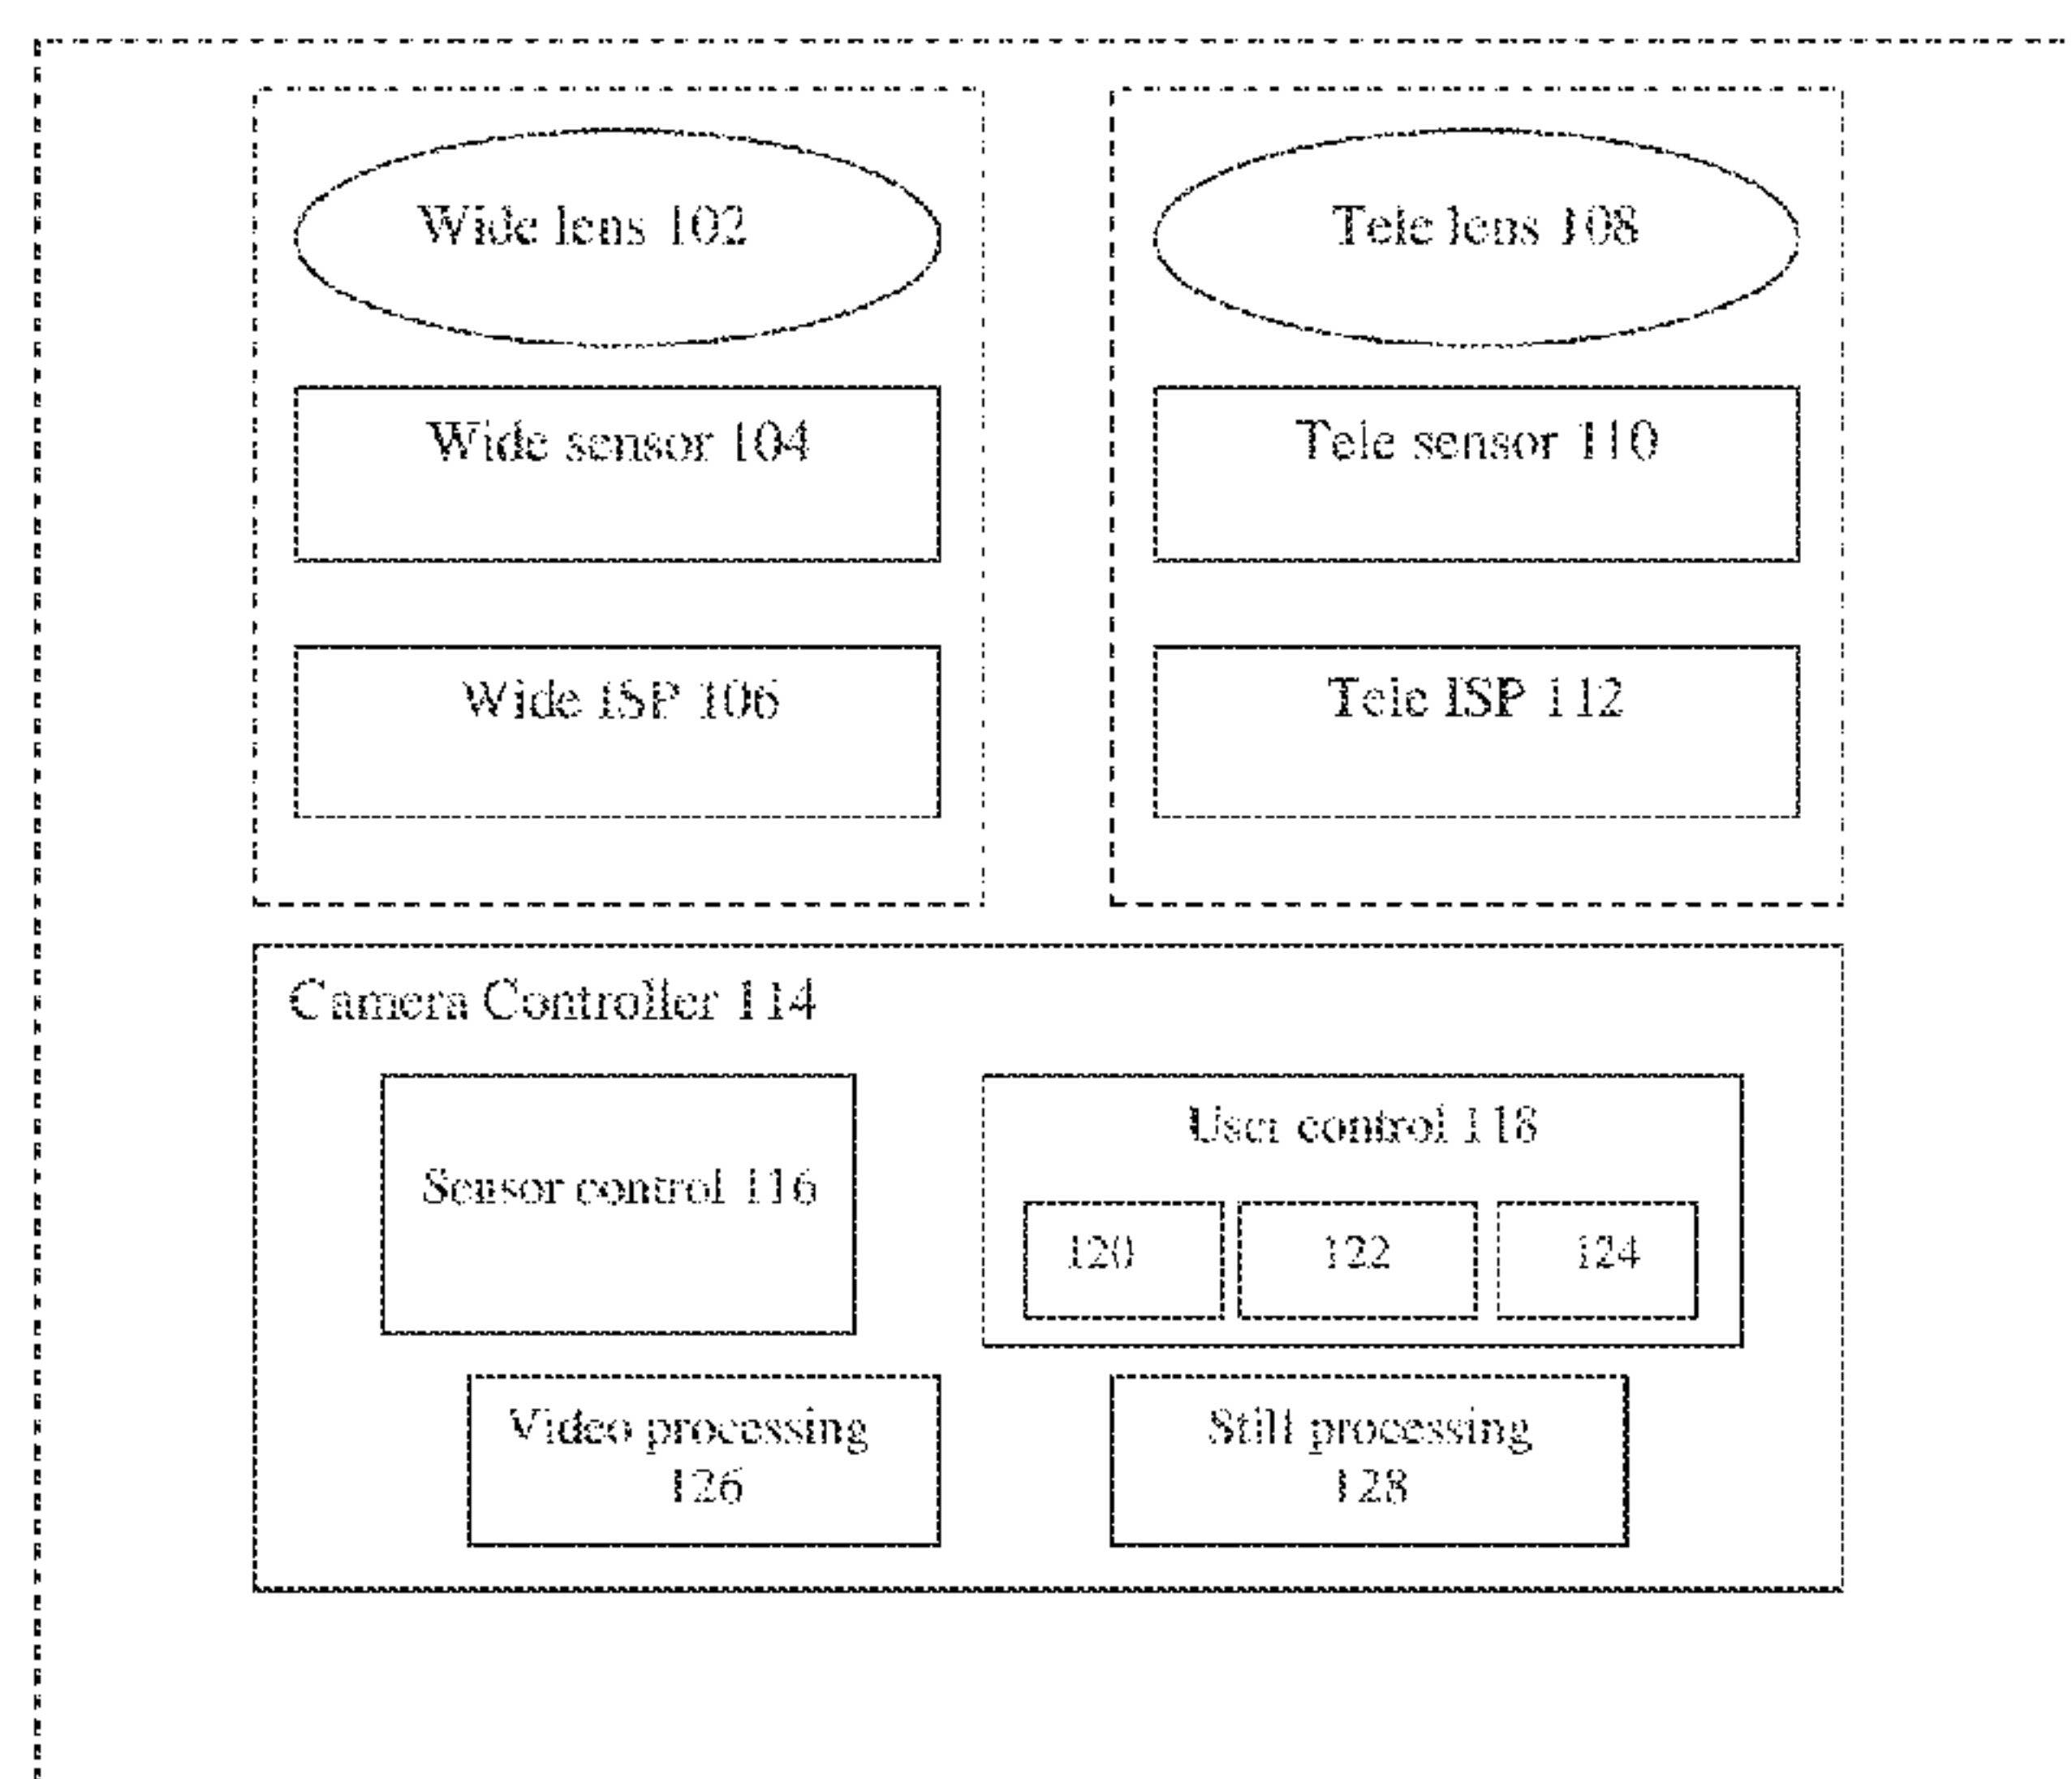 Wide lens 102
Tele lens 108
Wide sensor 104
Tele sensor 110
Wide ISP 106
Tele ISP 112
Camera Controller 114
Sensor control 116
User control 118
120
122
124
Video processing
126
Still processing
128